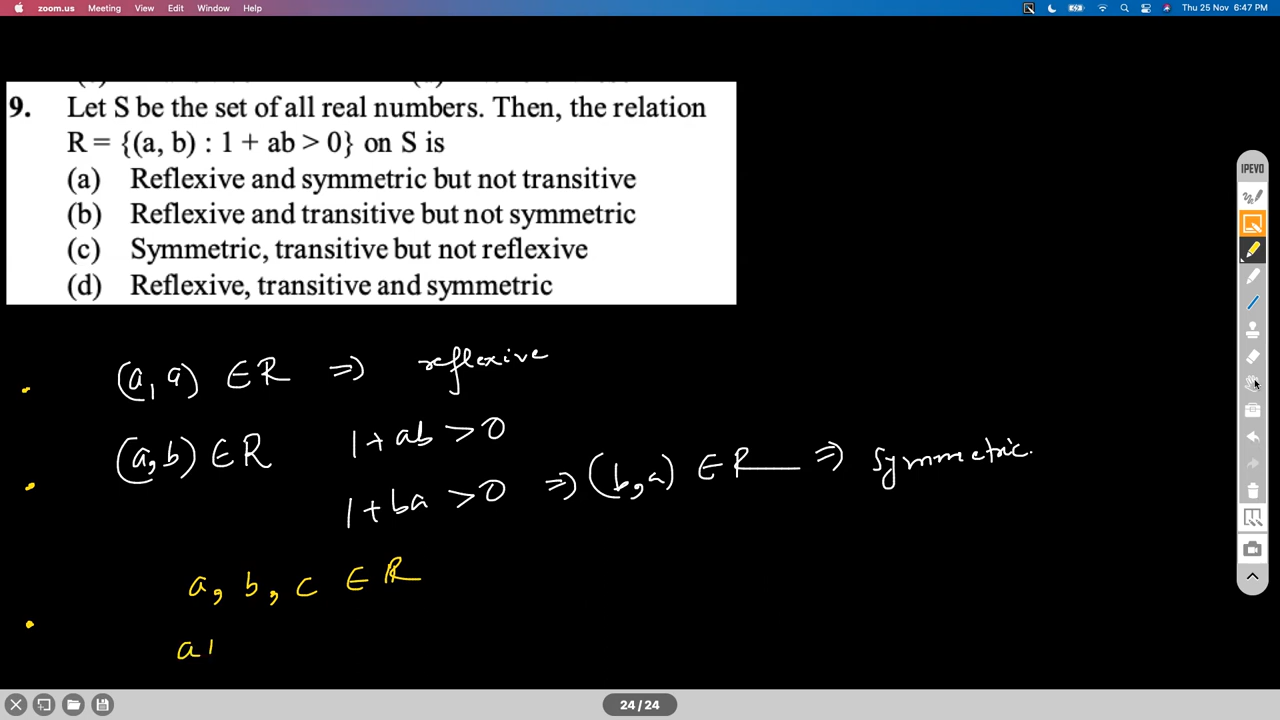 zoom.us Meeting View Edit Window Help Thu 25 Nov 6:47 PM
9. Let S be the set of all real numbers. Then, the relation
R = {(a, b) : 1 + ab > 0} on S is
(a) Reflexive and symmetric but not transitive
(b) Reflexive and transitive but not symmetric
(c) Symmetric, transitive but not reflexive
(d) Reflexive, transitive and symmetric
IPEVO
(a, a) ∈ R ⇒ reflexive
(a, b) ∈ R 1 + ab > 0
1 + ba > 0 ⇒ (b, a) ∈ R ⇒ Symmetric.
a, b, c ∈ R
a
24 / 24